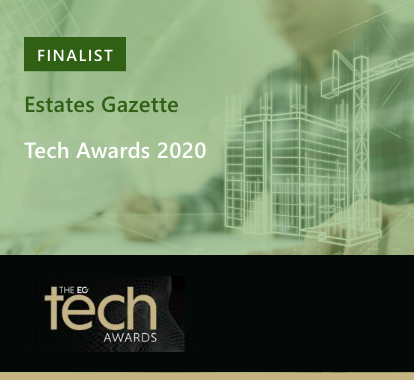 FINALIST
Estates Gazette
Tech Awards 2020
THE EG
tech
AWARDS